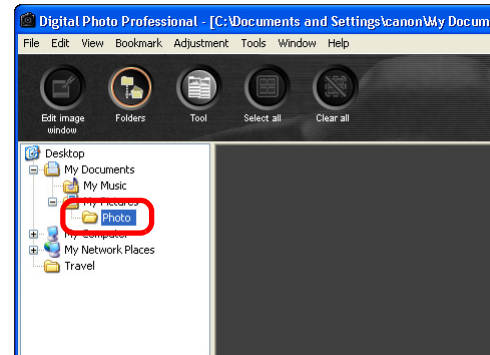 Digital Photo Professional - [C:\Documents and Settings\canon\My Docum
File Edit View Bookmark Adjustment Tools Window Help
Edit image window Folders Tool Select all Clear all
Desktop
My Documents
My Music
My Pictures
Photo
My Computer
My Network Places
Travel